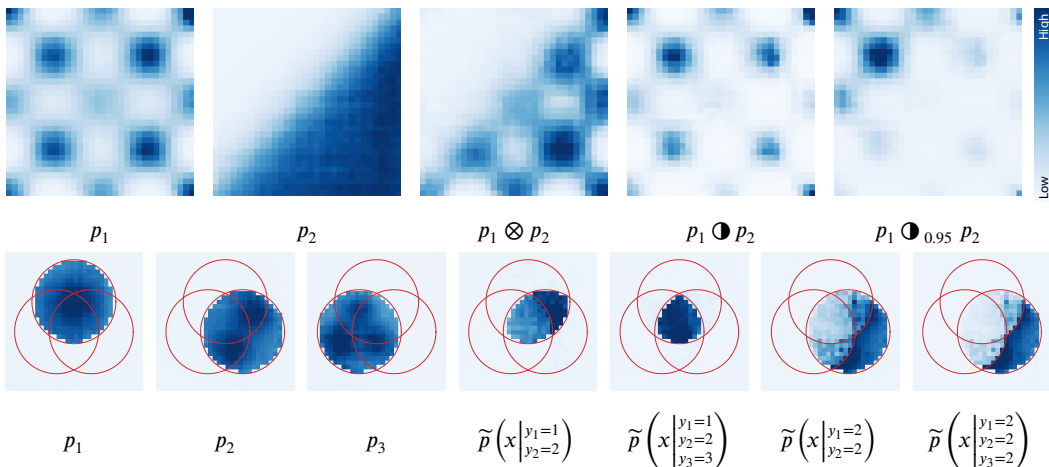 High
Low
p₁ p₂ p₁ ⊗ p₂ p₁ ◑ p₂ p₁ ◑ ₀.₉₅ p₂
p₁ p₂ p₃ p̃(x|y₁=1 y₂=2) p̃(x|y₁=1 y₂=2 y₃=3) p̃(x|y₁=2 y₂=2) p̃(x|y₁=2 y₂=2 y₃=2)